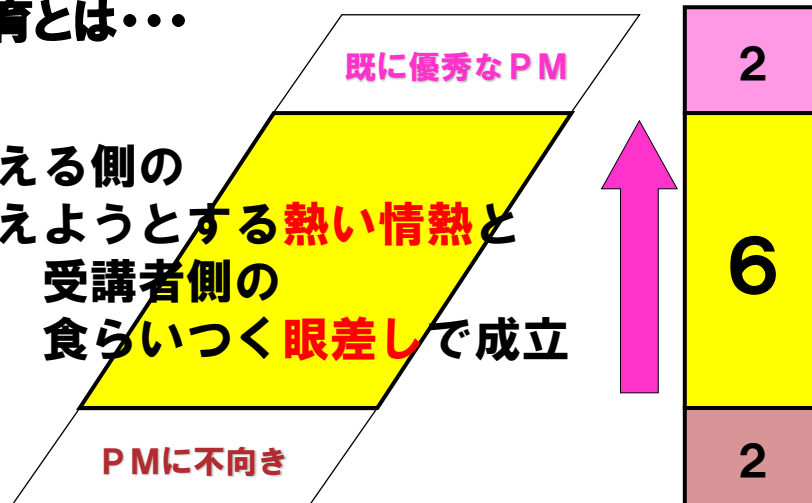 育とは・・・
既に優秀なＰＭ
2
える側の
えようとする熱い情熱と
受講者側の
食らいつく眼差しで成立
6
ＰＭに不向き
2